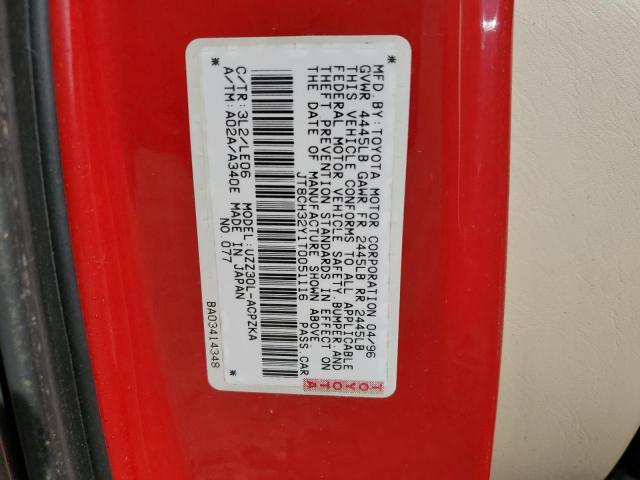 MFD. BY: TOYOTA MOTOR CORPORATION 04/96
GVWR 4445LB GAWR FR 2445LB RR 2445LB
THIS VEHICLE CONFORMS TO ALL APPLICABLE
FEDERAL MOTOR VEHICLE SAFETY, BUMPER, AND
THEFT PREVENTION STANDARDS IN EFFECT ON
THE DATE OF MANUFACTURE SHOWN ABOVE.
JT8CH32Y1T0051116 PASS.CAR
TOYOTA
C/TR: 3L2/LE06 MODEL: UZZ30L-ACPZKA
A/TM: A02A/A340E MADE IN JAPAN
NO. 077
BA03414348